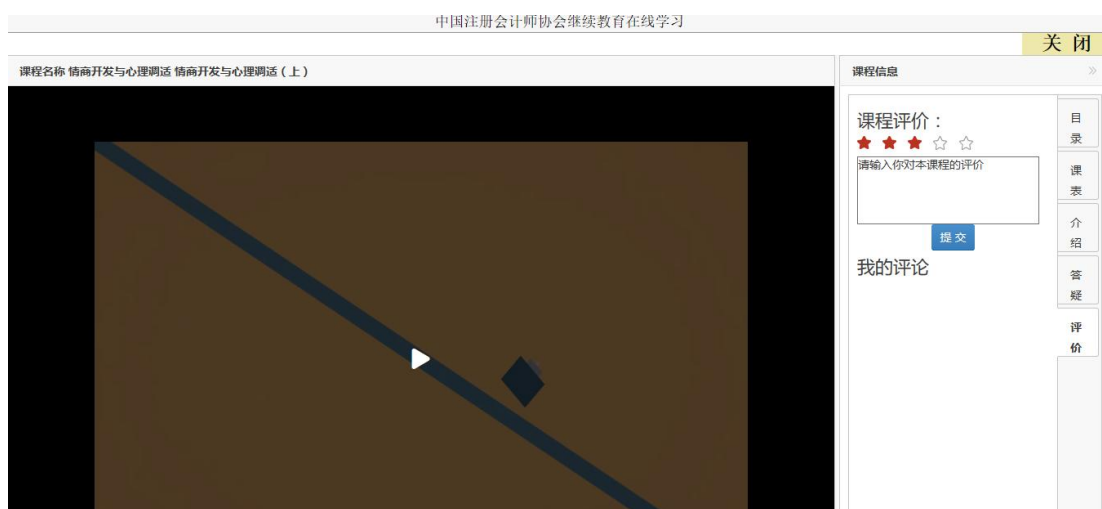 中国注册会计师协会继续教育在线学习
关 闭
课程名称 情商开发与心理调适 情商开发与心理调适（上）
课程信息
课程评价：
请输入你对本课程的评价
提 交
我的评论
目录
课表
介绍
答疑
评价